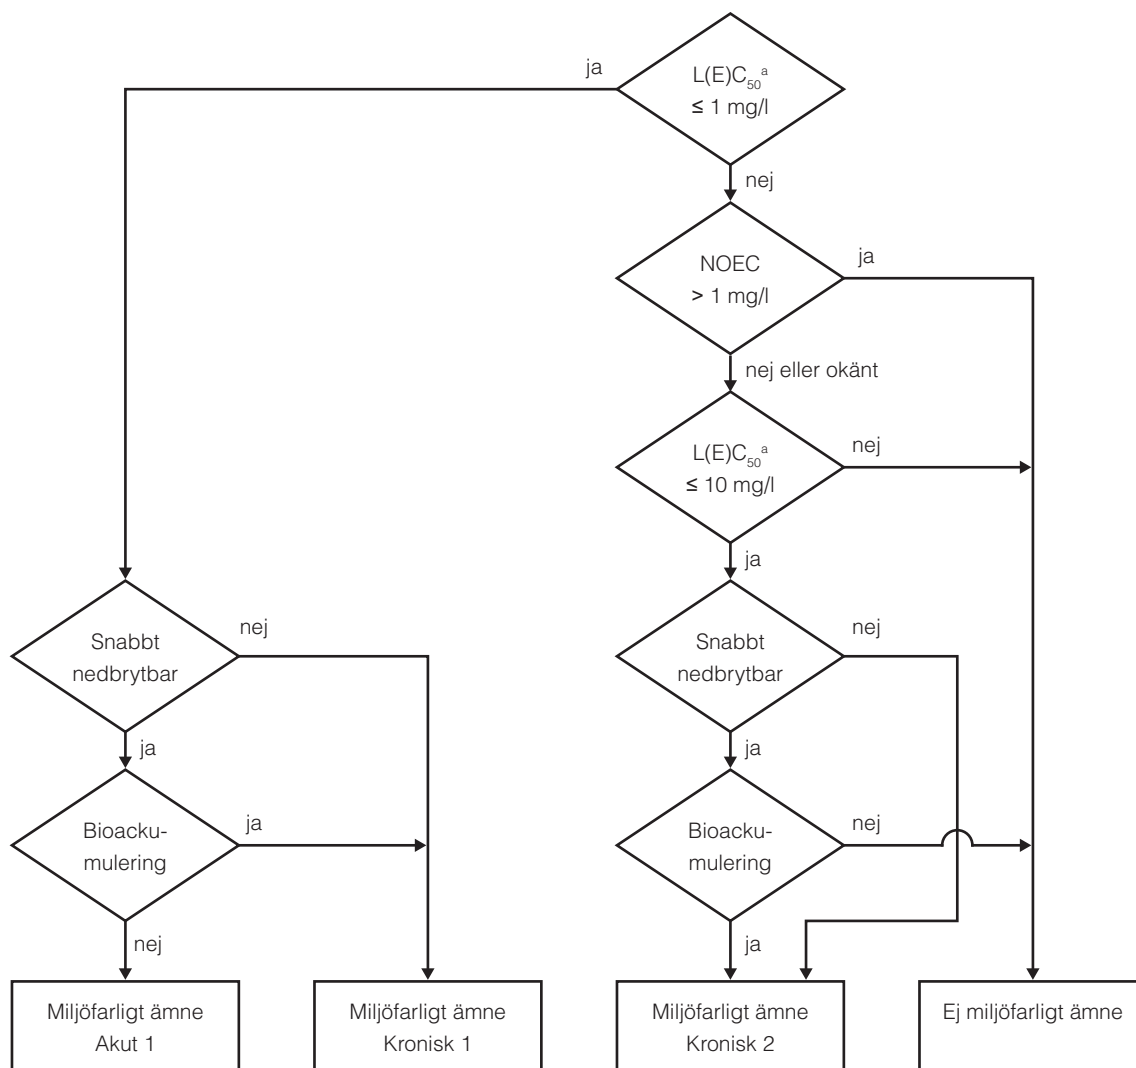 ja
L(E)C₅₀ᵃ
≤ 1 mg/l
nej
NOEC
> 1 mg/l
ja
nej eller okänt
L(E)C₅₀ᵃ
≤ 10 mg/l
nej
ja
Snabbt
nedbrytbar
nej
Snabbt
nedbrytbar
nej
ja
ja
Bioacku-
mulering
ja
Bioacku-
mulering
nej
nej
ja
Miljöfarligt ämne
Akut 1
Miljöfarligt ämne
Kronisk 1
Miljöfarligt ämne
Kronisk 2
Ej miljöfarligt ämne